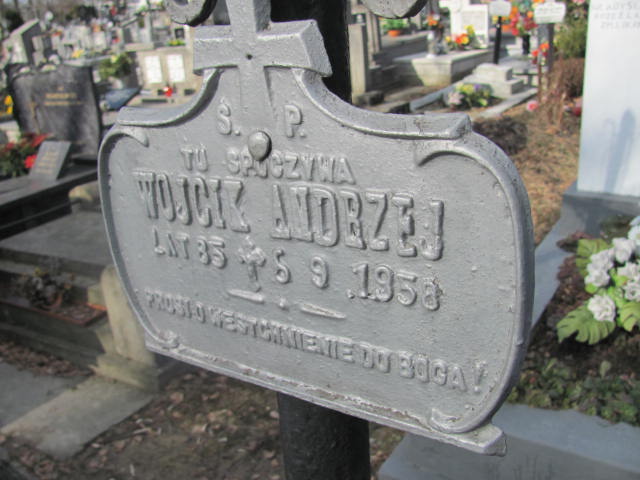 Ś. P.
TU SPOCZYWA
WOJCIK ANDRZEJ
LAT 85 5 9. 1958
PROSI O WESTCHNIENIE DO BOGA!